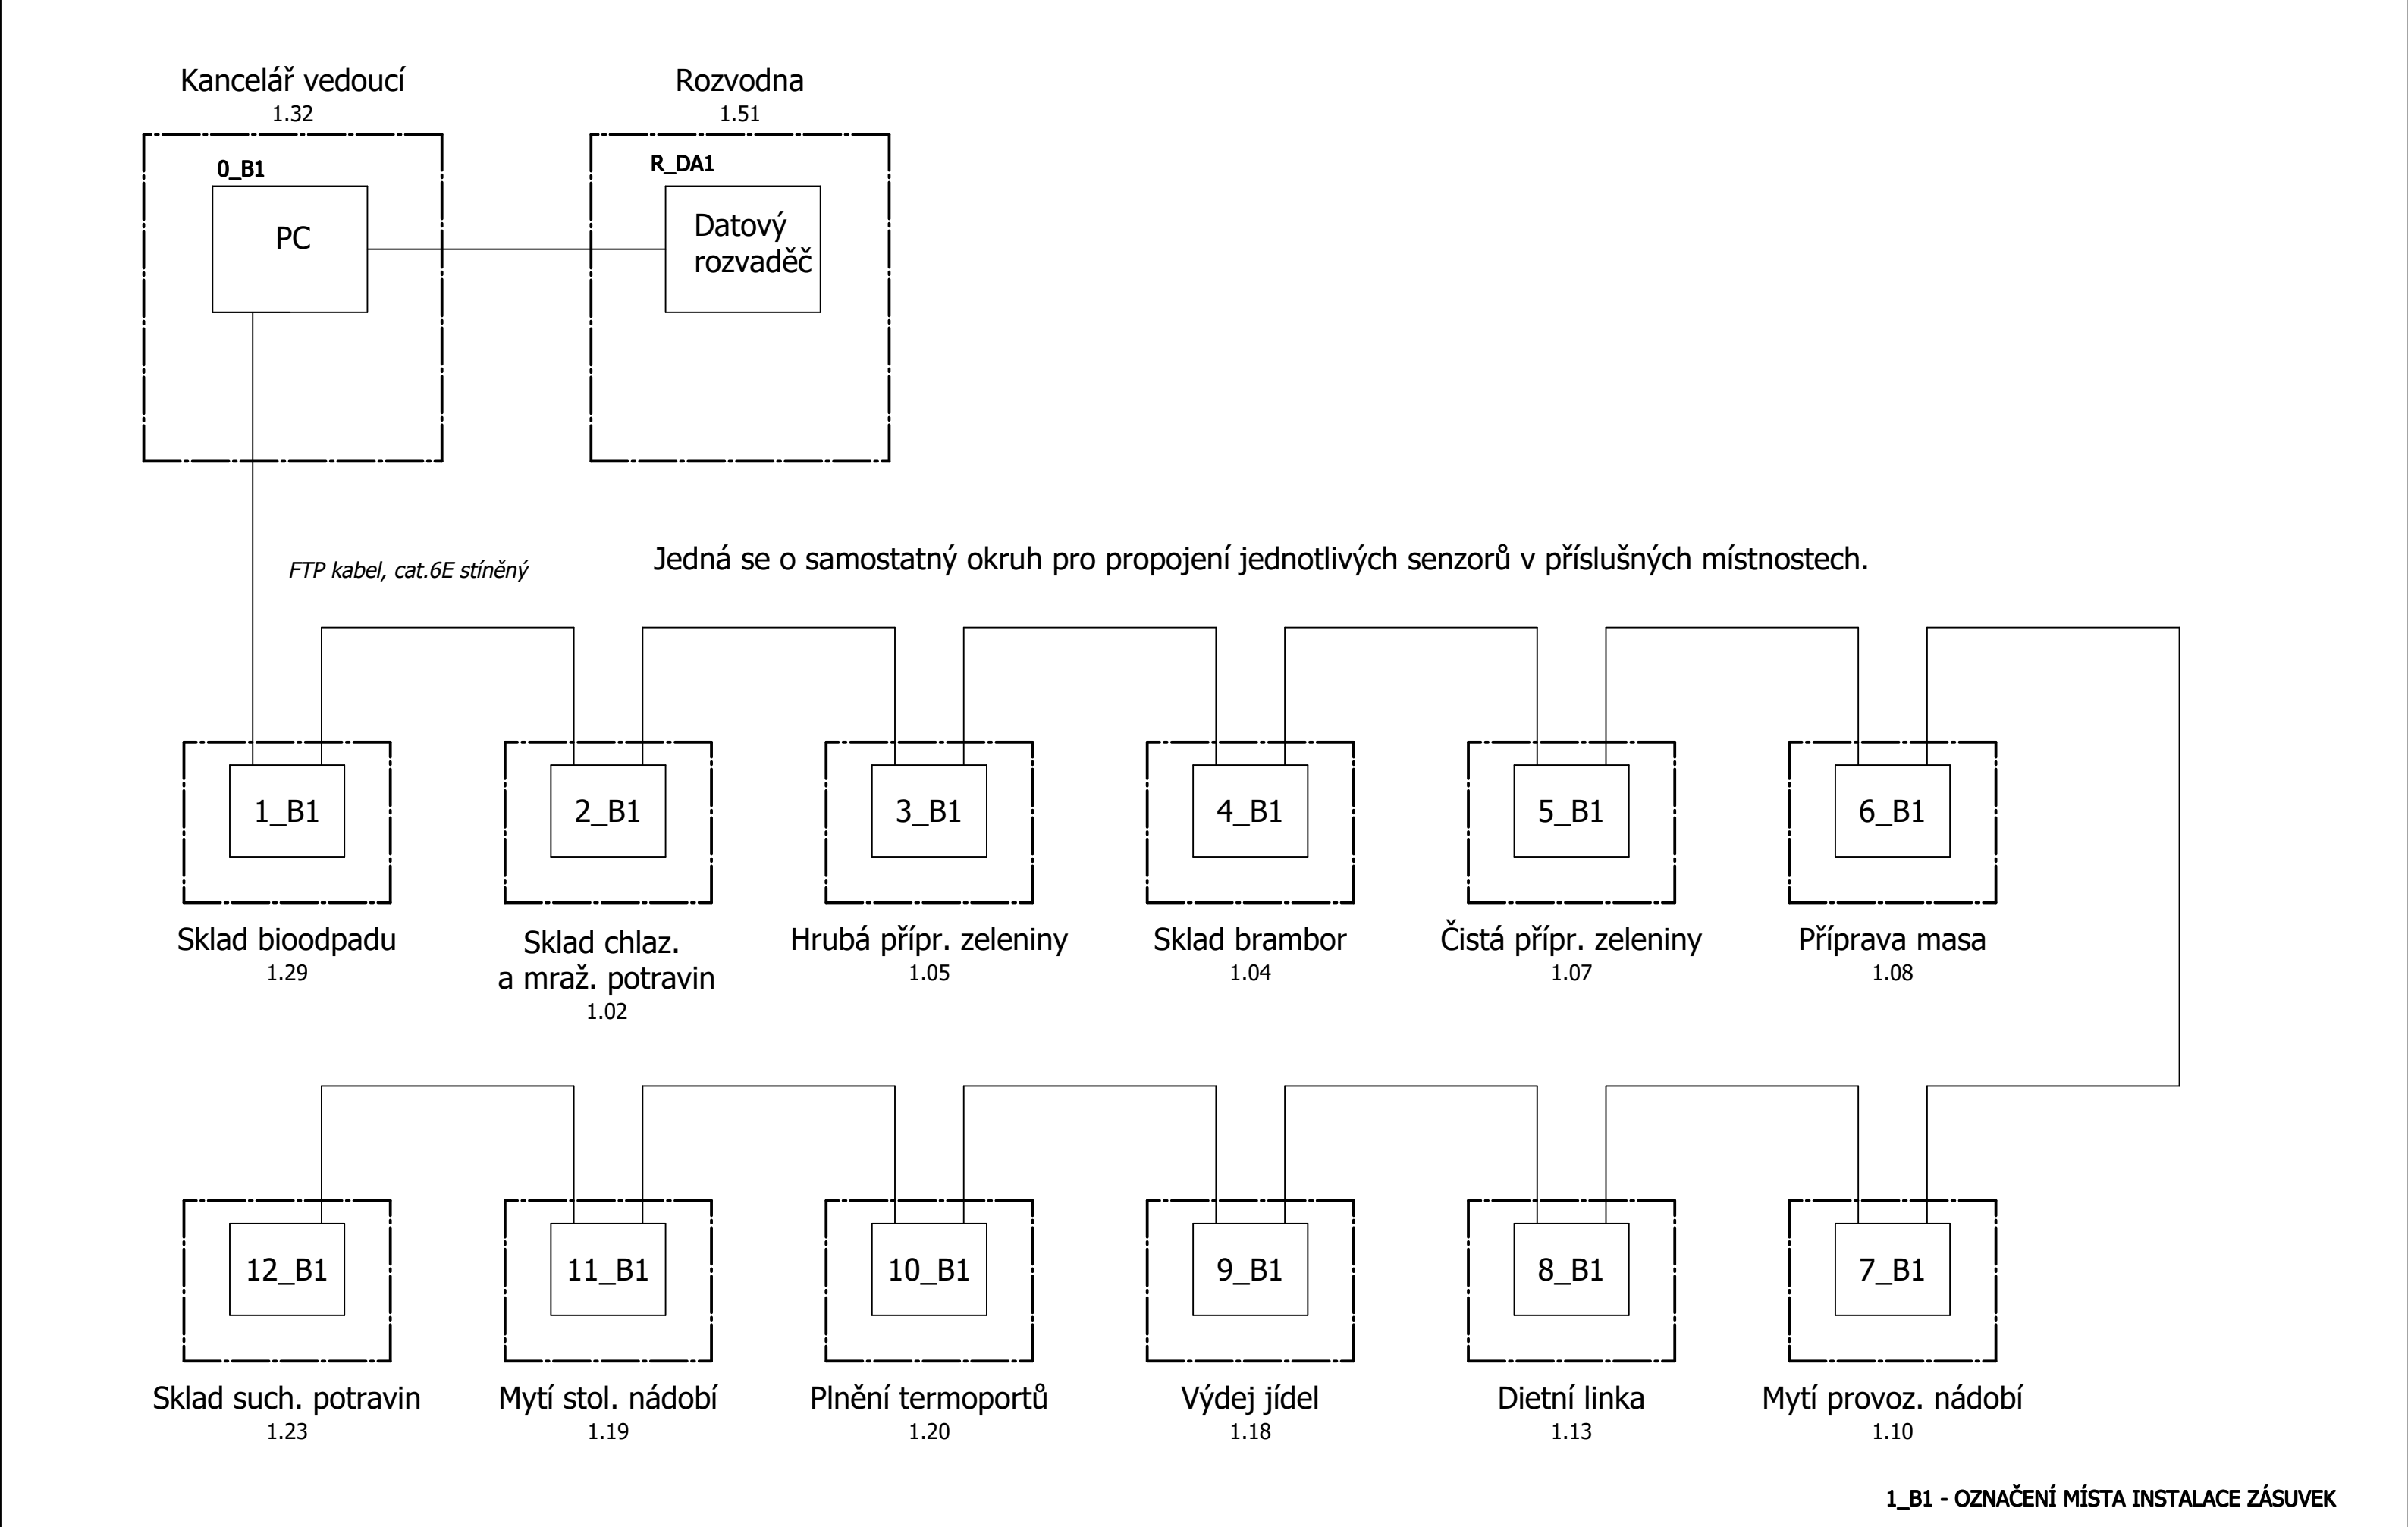 Kancelář vedoucí
1.32
Rozvodna
1.51
0_B1
PC
R_DA1
Datový
rozvaděč
FTP kabel, cat.6E stíněný
Jedná se o samostatný okruh pro propojení jednotlivých senzorů v příslušných místnostech.
1_B1
2_B1
3_B1
4_B1
5_B1
6_B1
Sklad bioodpadu
1.29
Sklad chlaz.
a mraž. potravin
1.02
Hrubá přípr. zeleniny
1.05
Sklad brambor
1.04
Čistá přípr. zeleniny
1.07
Příprava masa
1.08
12_B1
11_B1
10_B1
9_B1
8_B1
7_B1
Sklad such. potravin
1.23
Mytí stol. nádobí
1.19
Plnění termoportů
1.20
Výdej jídel
1.18
Dietní linka
1.13
Mytí provoz. nádobí
1.10
1_B1 - OZNAČENÍ MÍSTA INSTALACE ZÁSUVEK